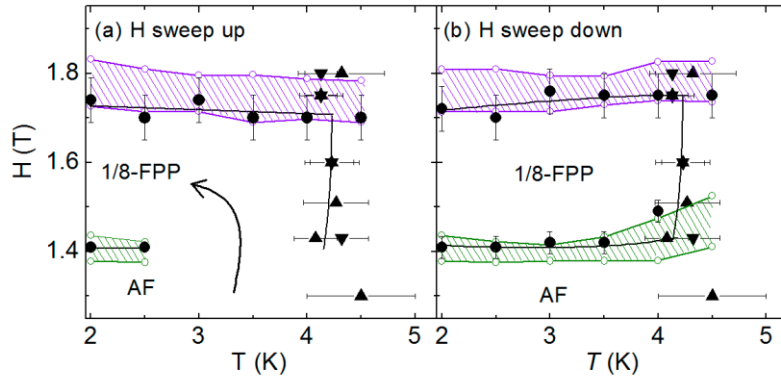 (a) H sweep up
(b) H sweep down
1.8
1.6
1.4
H (T)
1/8-FPP
1/8-FPP
AF
AF
2 3 4 5 2 3 4 5
T (K)
T (K)